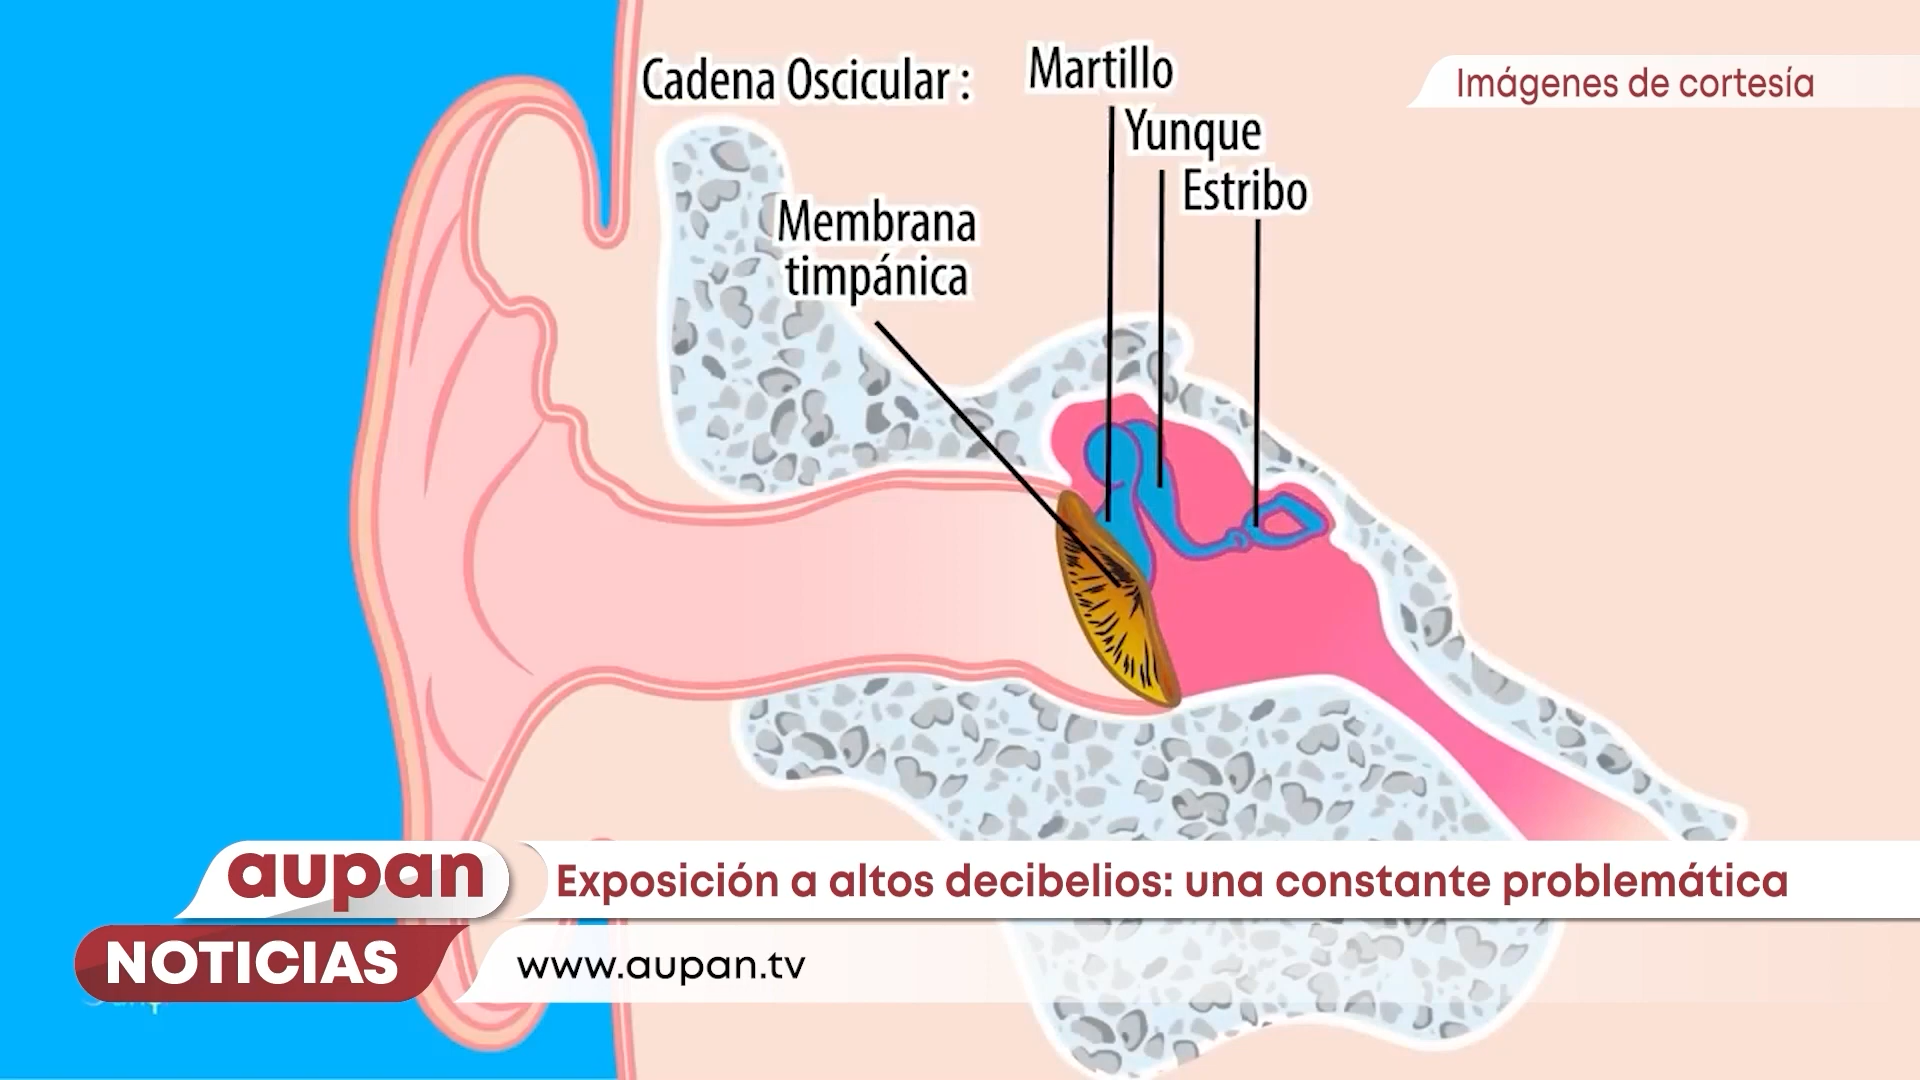 Cadena Oscicular :
Martillo
Imágenes de cortesía
Yunque
Estribo
Membrana
timpánica
aupan
Exposición a altos decibelios: una constante problemática
NOTICIAS
www.aupan.tv